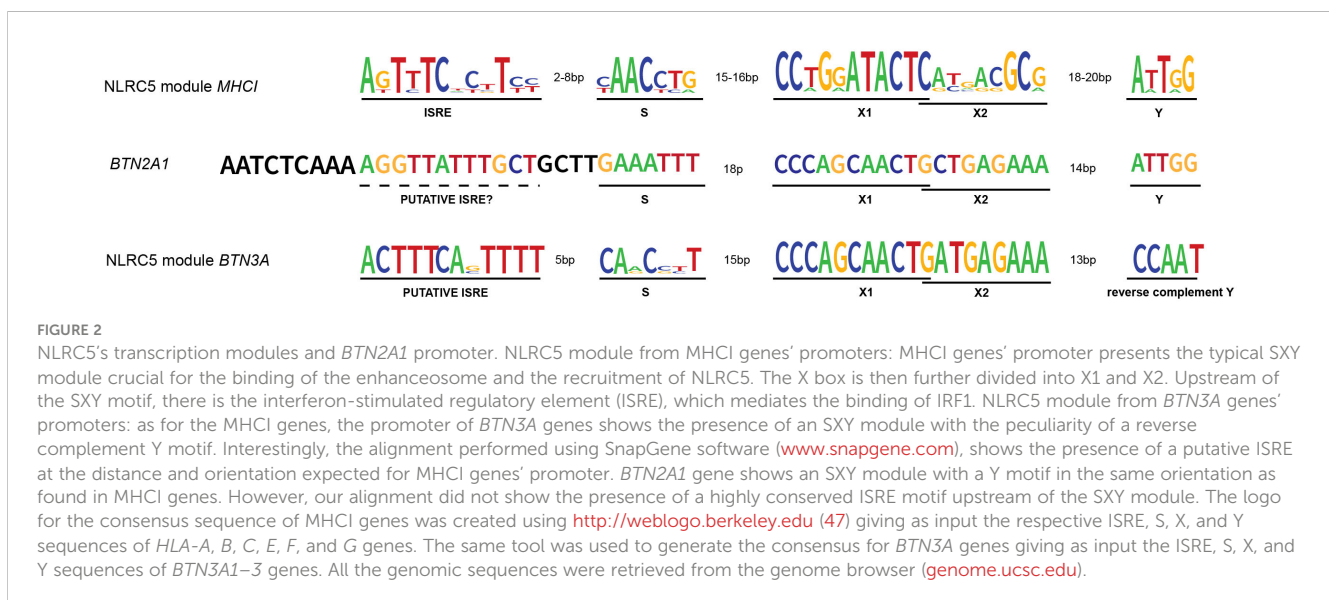 NLRC5 module MHCI 2-8bp CAACCTG 15-16bp CCTGGATACTCATGACGCG 18-20bp ATTGG
ISRE S X1 X2 Y
BTN2A1 AATCTCAAAAGGTTATTTGCTGCTTGAAATTT 18p CCCAGCAACTGCTGAGAAA 14bp ATTGG
PUTATIVE ISRE? S X1 X2 Y
NLRC5 module BTN3A ACTTTCAGTTTT 5bp CAACCTT 15bp CCCAGCAACTGATGAGAAA 13bp CCAAT
PUTATIVE ISRE S X1 X2 reverse complement Y
FIGURE 2
NLRC5's transcription modules and BTN2A1 promoter. NLRC5 module from MHCI genes' promoters: MHCI genes' promoter presents the typical SXY
module crucial for the binding of the enhanceosome and the recruitment of NLRC5. The X box is then further divided into X1 and X2. Upstream of
the SXY motif, there is the interferon-stimulated regulatory element (ISRE), which mediates the binding of IRF1. NLRC5 module from BTN3A genes'
promoters: as for the MHCI genes, the promoter of BTN3A genes shows the presence of an SXY module with the peculiarity of a reverse
complement Y motif. Interestingly, the alignment performed using SnapGene software (www.snapgene.com), shows the presence of a putative ISRE
at the distance and orientation expected for MHCI genes' promoter. BTN2A1 gene shows an SXY module with a Y motif in the same orientation as
found in MHCI genes. However, our alignment did not show the presence of a highly conserved ISRE motif upstream of the SXY module. The logo
for the consensus sequence of MHCI genes was created using http://weblogo.berkeley.edu (47) giving as input the respective ISRE, S, X, and Y
sequences of HLA-A, B, C, E, F, and G genes. The same tool was used to generate the consensus for BTN3A genes giving as input the ISRE, S, X, and
Y sequences of BTN3A1–3 genes. All the genomic sequences were retrieved from the genome browser (genome.ucsc.edu).